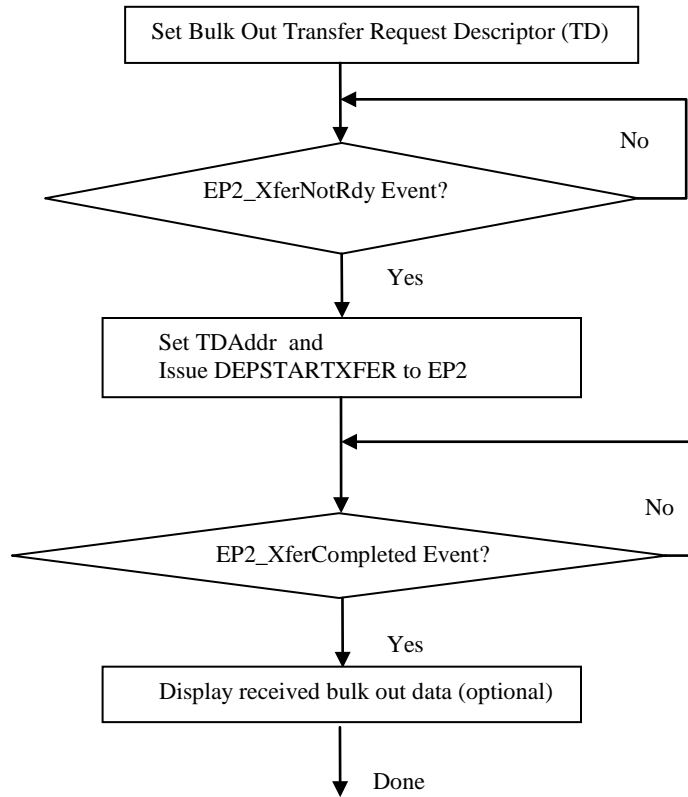 Set Bulk Out Transfer Request Descriptor (TD)
No
EP2_XferNotRdy Event?
Yes
Set TDAddr and
Issue DEPSTARTXFER to EP2
No
EP2_XferCompleted Event?
Yes
Display received bulk out data (optional)
Done